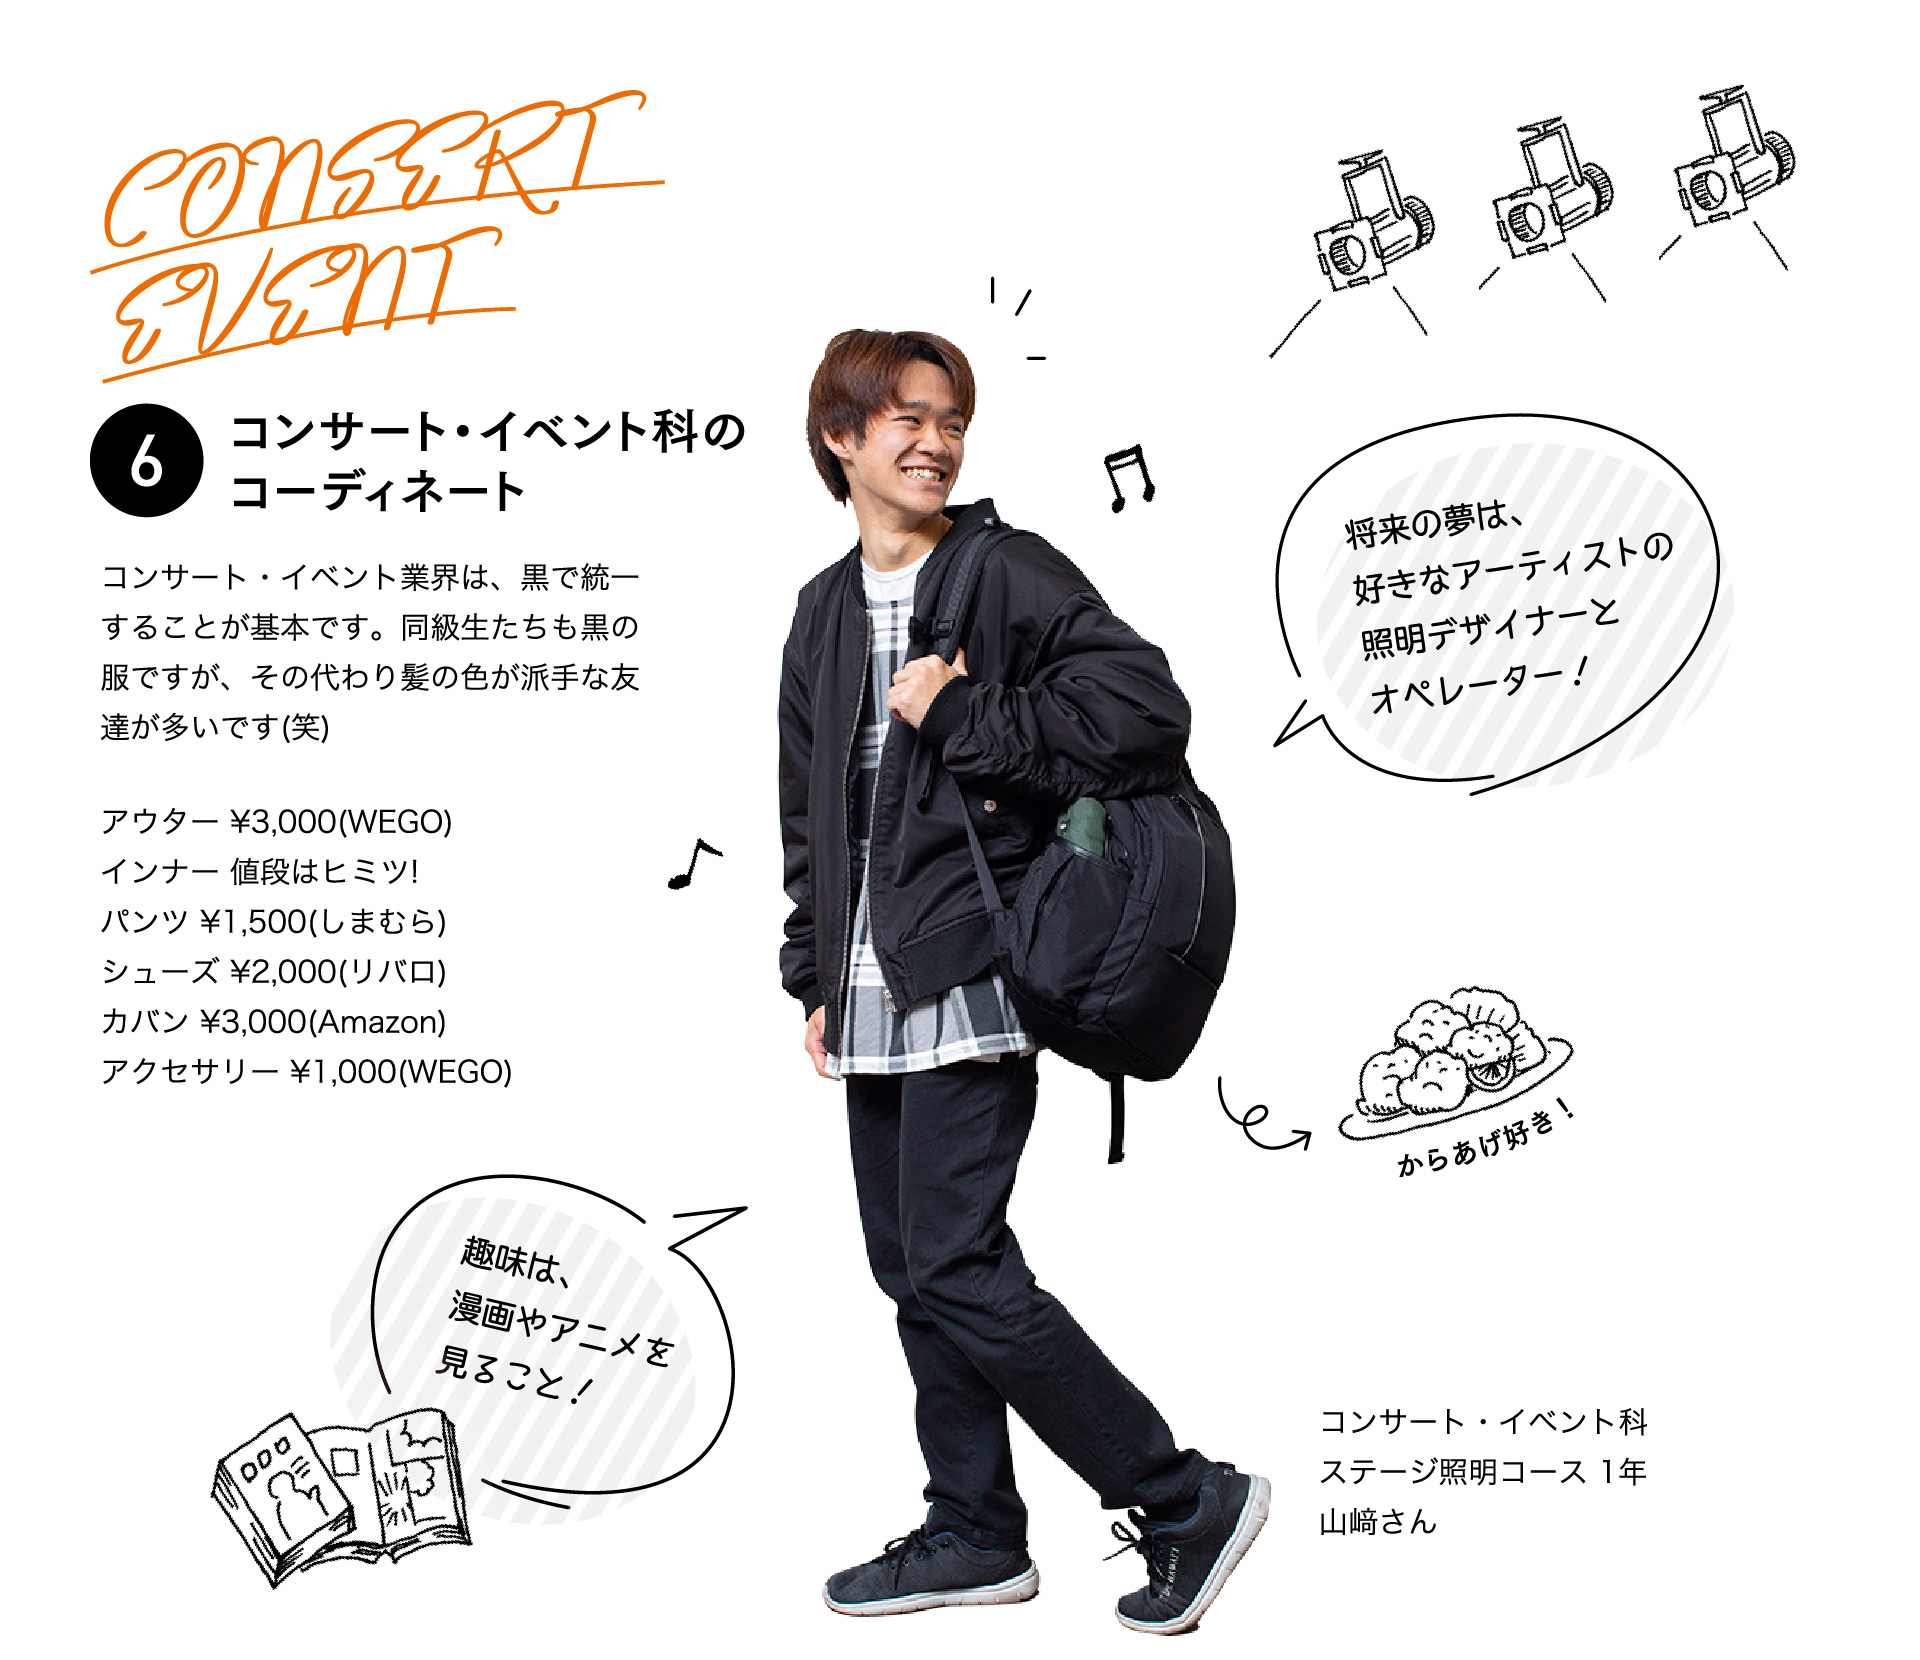 CONSERT
EVENT
6
コンサート・イベント科の
コーディネート
コンサート・イベント業界は、黒で統一
することが基本です。同級生たちも黒の
服ですが、その代わり髪の色が派手な友
達が多いです(笑)
アウター ¥3,000(WEGO)
インナー 値段はヒミツ!
パンツ ¥1,500(しまむら)
シューズ ¥2,000(リバロ)
カバン ¥3,000(Amazon)
アクセサリー ¥1,000(WEGO)
将来の夢は、
好きなアーティストの
照明デザイナーと
オペレーター！
からあげ好き！
趣味は、
漫画やアニメを
見ること！
コンサート・イベント科
ステージ照明コース 1年
山﨑さん